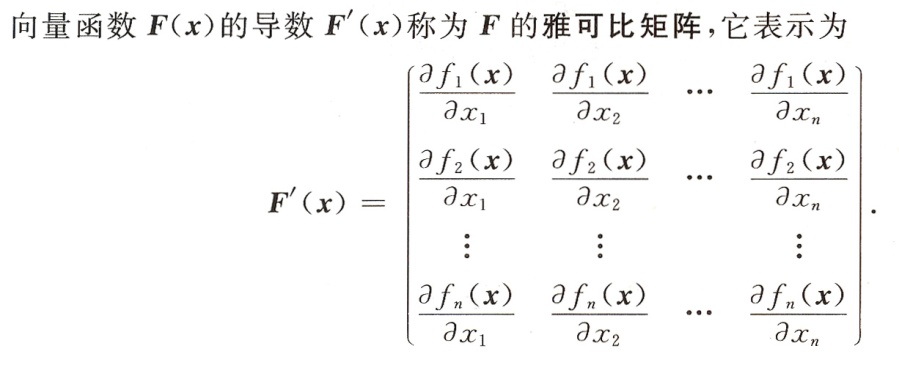 向量函数 F(x)的导数 F′(x)称为 F 的雅可比矩阵,它表示为
∂f₁(x)/∂x₁ ∂f₁(x)/∂x₂ … ∂f₁(x)/∂xₙ
∂f₂(x)/∂x₁ ∂f₂(x)/∂x₂ … ∂f₂(x)/∂xₙ
F′(x) = .
⋮ ⋮ ⋮
∂fₙ(x)/∂x₁ ∂fₙ(x)/∂x₂ … ∂fₙ(x)/∂xₙ